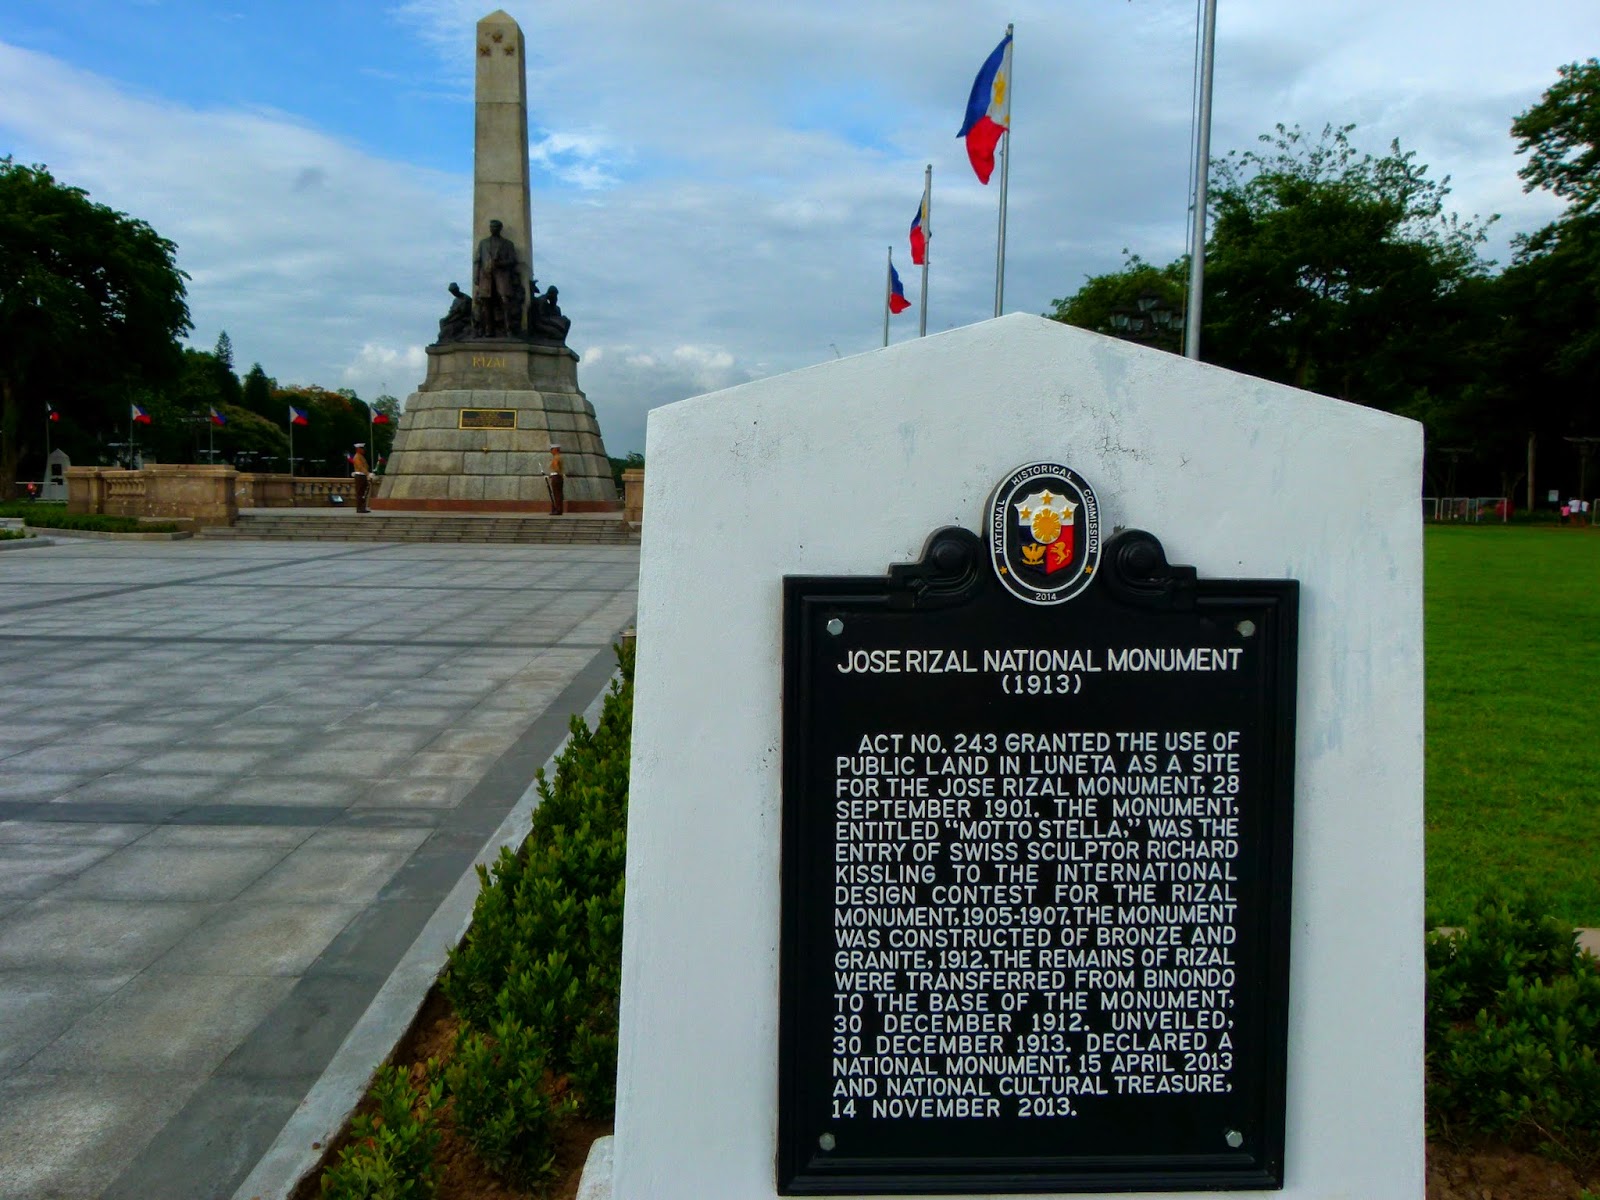 RIZAL
NATIONAL HISTORICAL COMMISSION
2014
JOSE RIZAL NATIONAL MONUMENT
(1913)
ACT NO. 243 GRANTED THE USE OF
PUBLIC LAND IN LUNETA AS A SITE
FOR THE JOSE RIZAL MONUMENT, 28
SEPTEMBER 1901. THE MONUMENT,
ENTITLED “MOTTO STELLA,” WAS THE
ENTRY OF SWISS SCULPTOR RICHARD
KISSLING TO THE INTERNATIONAL
DESIGN CONTEST FOR THE RIZAL
MONUMENT, 1905-1907. THE MONUMENT
WAS CONSTRUCTED OF BRONZE AND
GRANITE, 1912. THE REMAINS OF RIZAL
WERE TRANSFERRED FROM BINONDO
TO THE BASE OF THE MONUMENT,
30 DECEMBER 1912. UNVEILED,
30 DECEMBER 1913. DECLARED A
NATIONAL MONUMENT, 15 APRIL 2013
AND NATIONAL CULTURAL TREASURE,
14 NOVEMBER 2013.